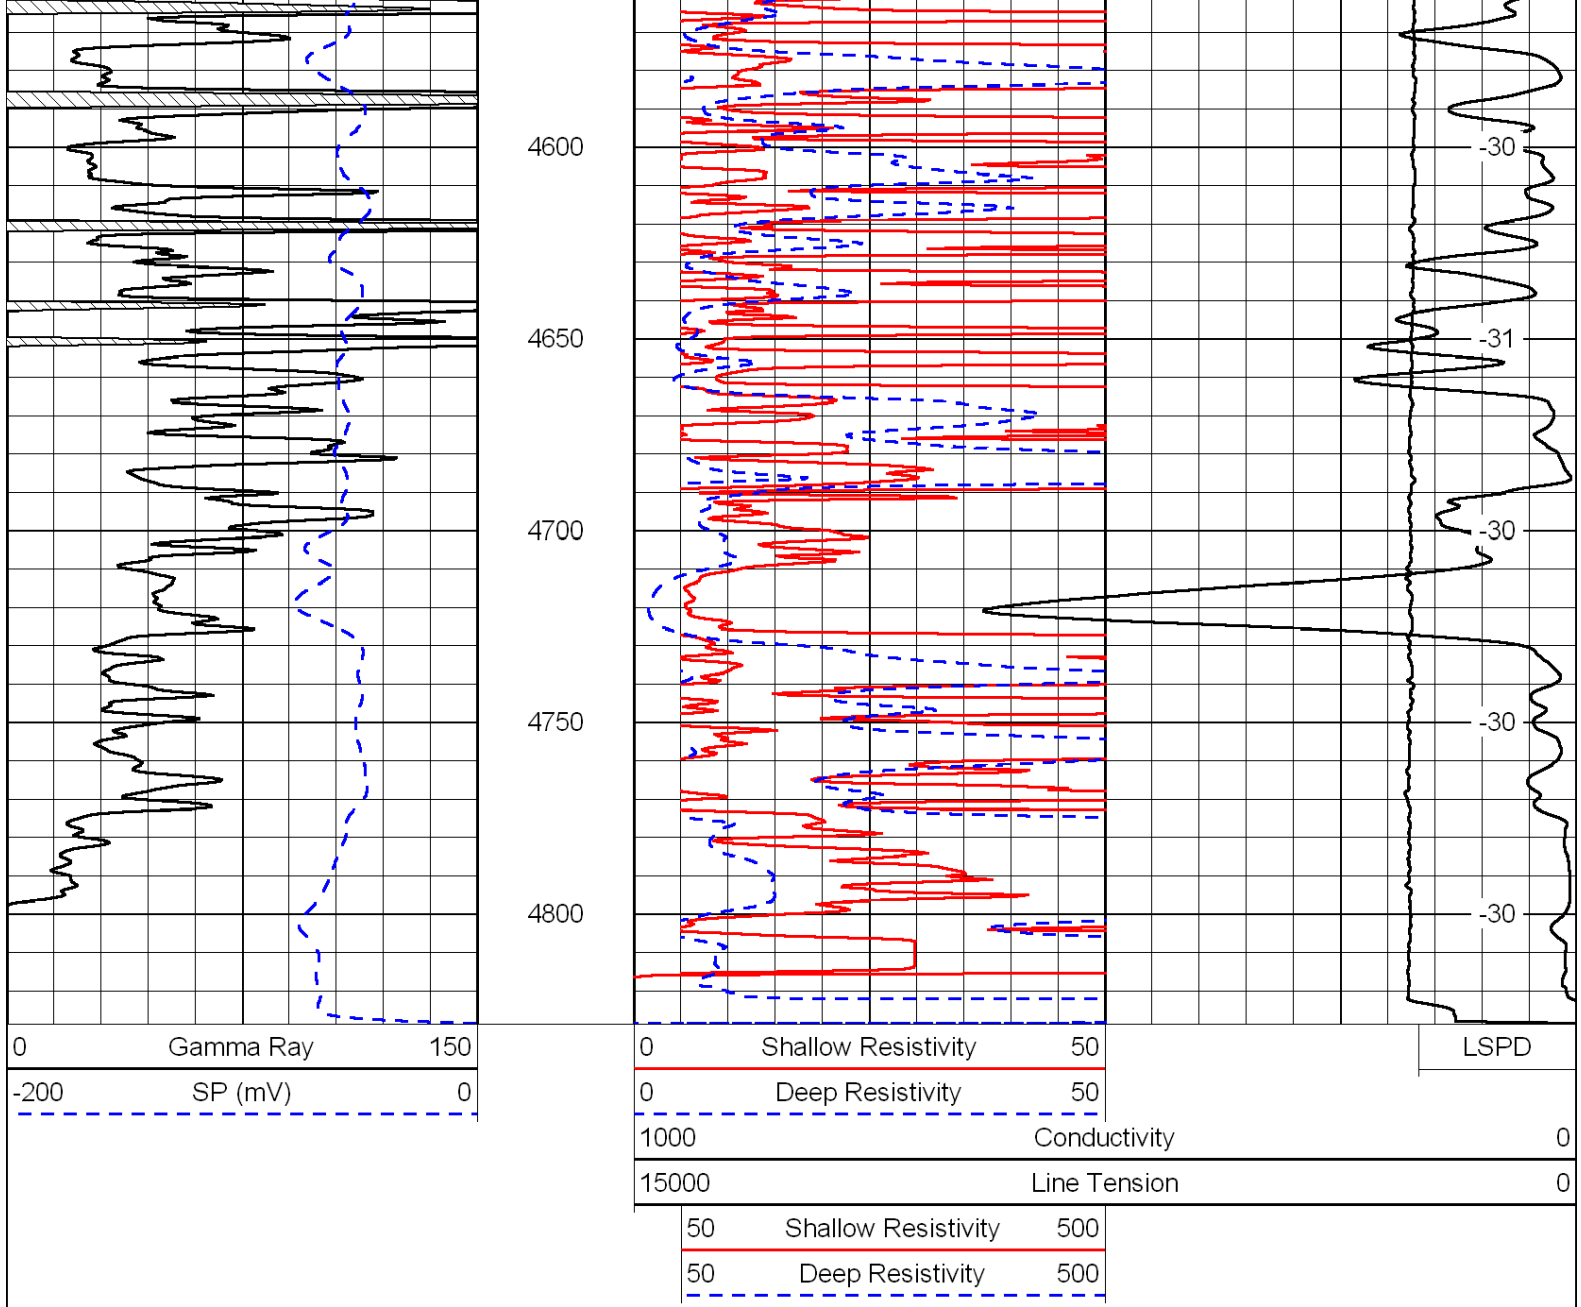 4600
-30
4650
-31
4700
-30
4750
-30
4800
-30
0 Gamma Ray 150
0 Shallow Resistivity 50
LSPD
-200 SP (mV) 0
0 Deep Resistivity 50
1000 Conductivity 0
15000 Line Tension 0
50 Shallow Resistivity 500
50 Deep Resistivity 500